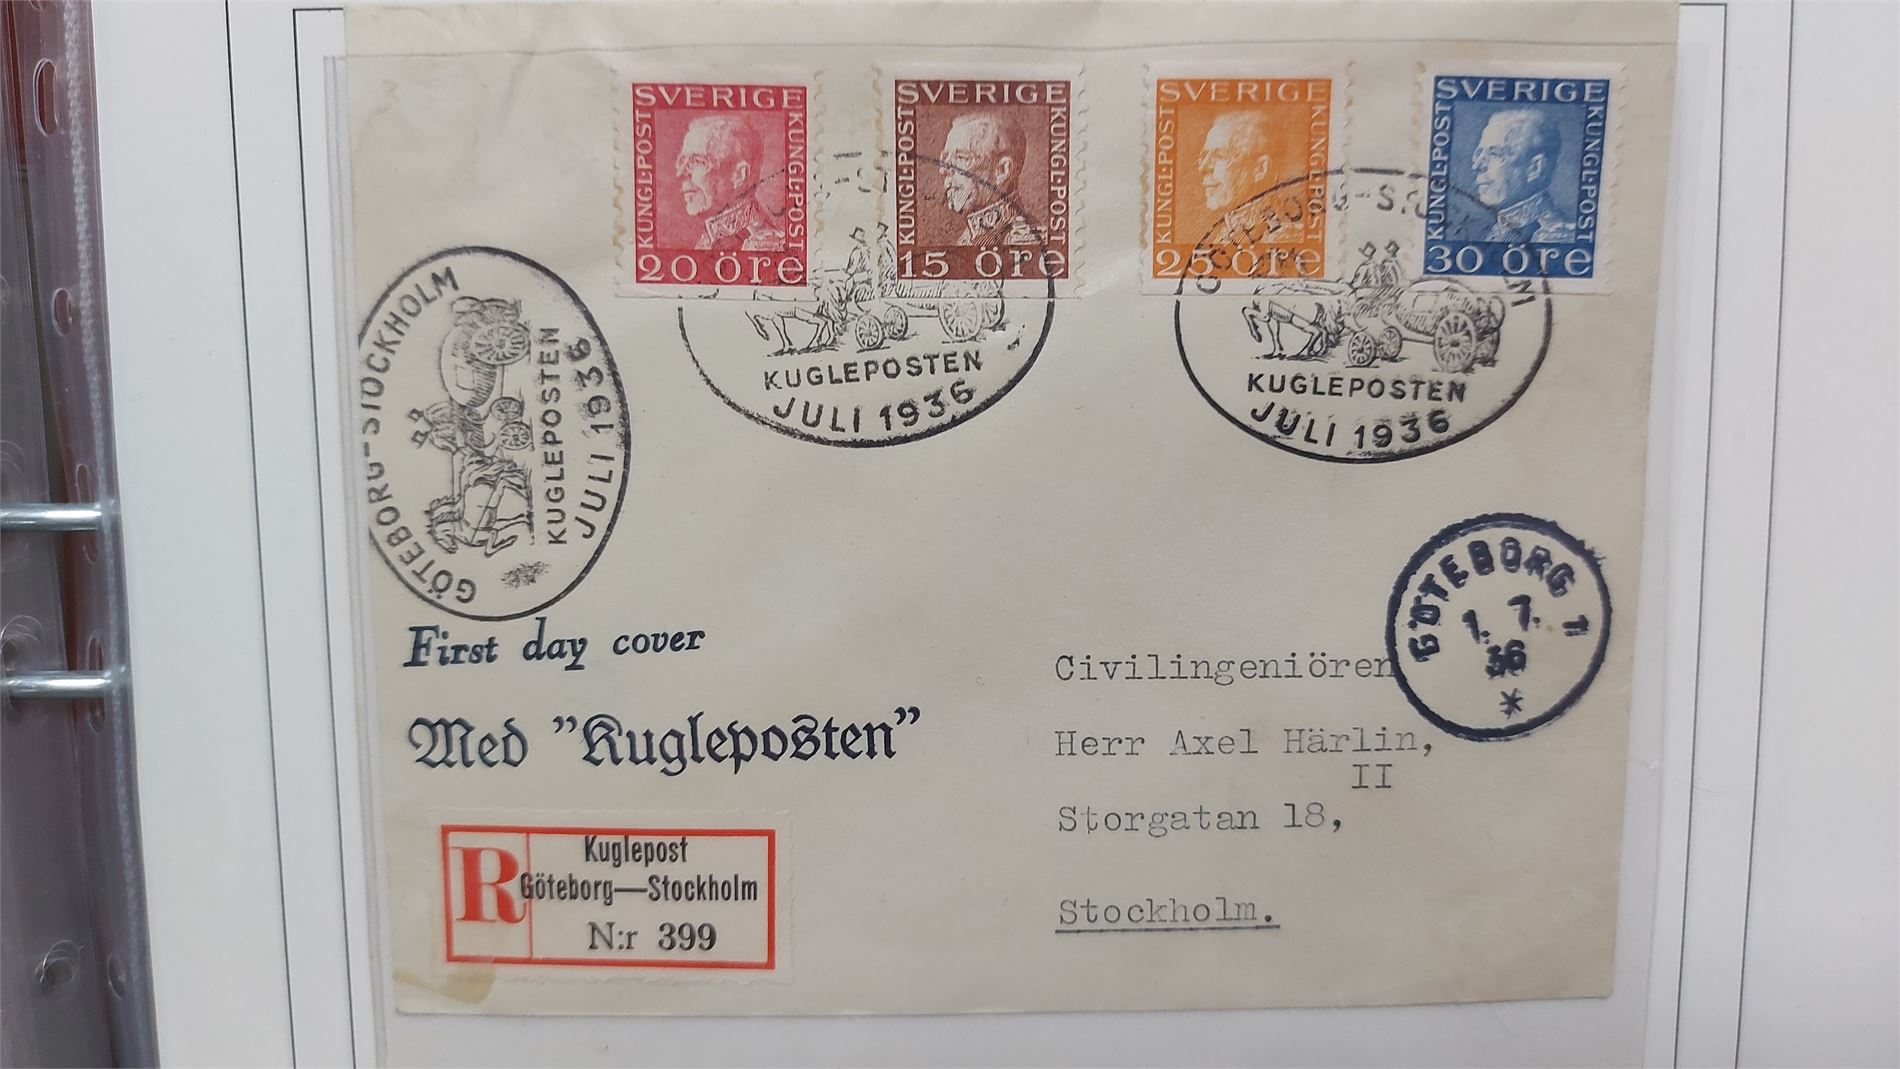 SVERIGE
KUNGL·POST
KUNGL·POST
20 öre
SVERIGE
KUNGL·POST
KUNGL·POST
15 öre
SVERIGE
KUNGL·POST
KUNGL·POST
25 öre
SVERIGE
KUNGL·POST
KUNGL·POST
30 öre
GÖTEBORG-STOCKHOLM
KUGLEPOSTEN
JULI 1936
KUGLEPOSTEN
JULI 1936
GÖTEBORG-STOCKHOLM
KUGLEPOSTEN
JULI 1936
GÖTEBORG 1
1. 7.
36
*
First day cover
Med "Kugleposten"
Civilingeniören
Herr Axel Härlin,
II
Storgatan 18,
Stockholm.
R
Kuglepost
Göteborg—Stockholm
N:r 399